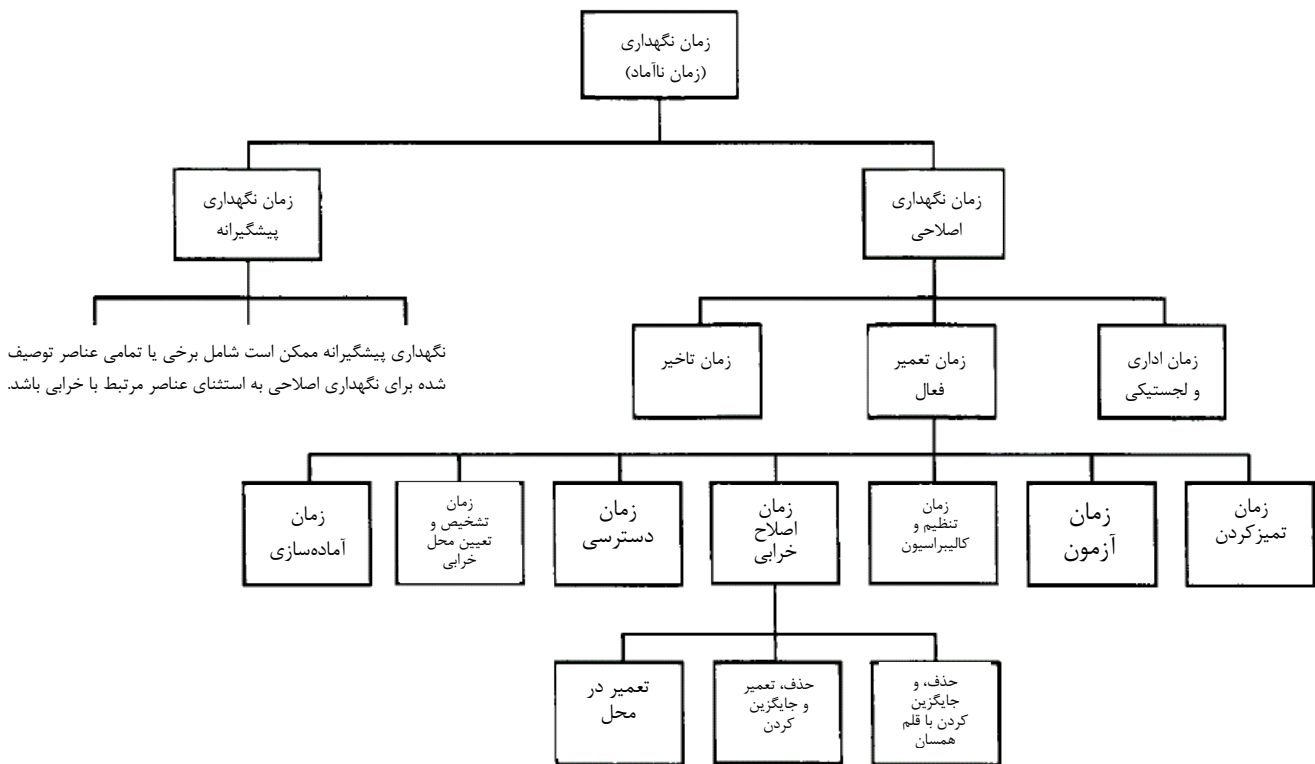 زمان نگهداری
(زمان ناآماد)
زمان نگهداری
اصلاحی
زمان نگهداری
پیشگیرانه
زمان اداری
و لجستیکی
زمان تعمیر
فعال
زمان تاخیر
نگهداری پیشگیرانه ممکن است شامل برخی یا تمامی عناصر توصیف
شده برای نگهداری اصلاحی به استثنای عناصر مرتبط با خرابی باشد.
زمان
تمیزکردن
زمان
آزمون
زمان
تنظیم و
کالیبراسیون
زمان
اصلاح
خرابی
زمان
دسترسی
زمان
تشخیص و
تعیین محل
خرابی
زمان
آماده‌سازی
حذف، و
جایگزین
کردن با قلم
همسان
حذف، تعمیر
و جایگزین
کردن
تعمیر در
محل